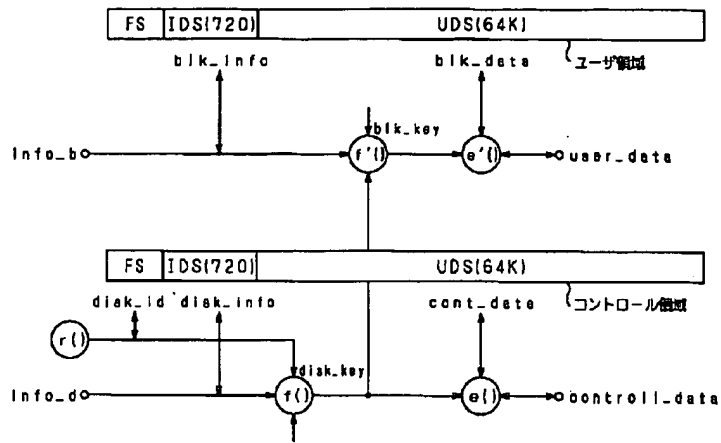 FS IDS(720) UDS(64K)
blk_info blk_data ユーザ領域
blk_key
info_b f'() e'() user_data
FS IDS(720) UDS(64K)
disk_id disk_info cont_data コントロール領域
r()
disk_key
info_d f() e() controll_data